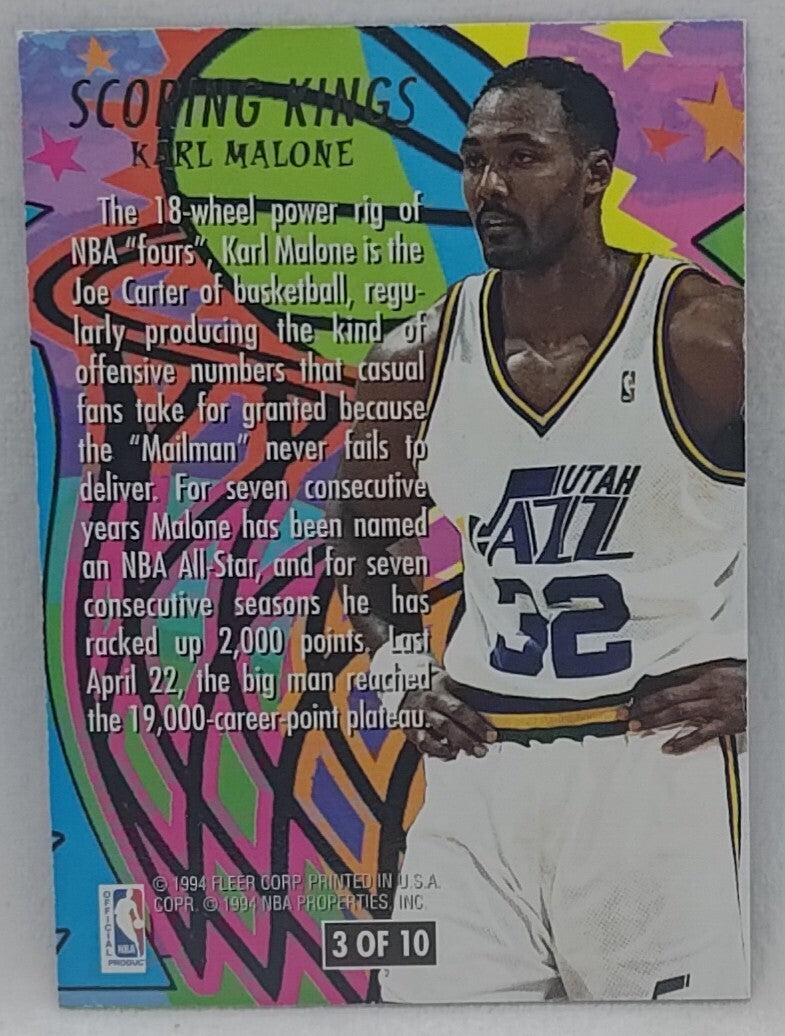 SCORING KINGS
KARL MALONE
The 18-wheel power rig of
NBA "fours", Karl Malone is the
Joe Carter of basketball, regu-
larly producing the kind of
offensive numbers that casual
fans take for granted because
the "Mailman" never fails to
deliver. For seven consecutive
years Malone has been named
an NBA All-Star, and for seven
consecutive seasons he has
racked up 2,000 points. Last
April 22, the big man reached
the 19,000-career-point plateau.
UTAH
JAZZ
32
© 1994 FLEER CORP. PRINTED IN U.S.A.
COPR. © 1994 NBA PROPERTIES, INC.
OFFICIAL
NBA
PRODUCT
3 OF 10